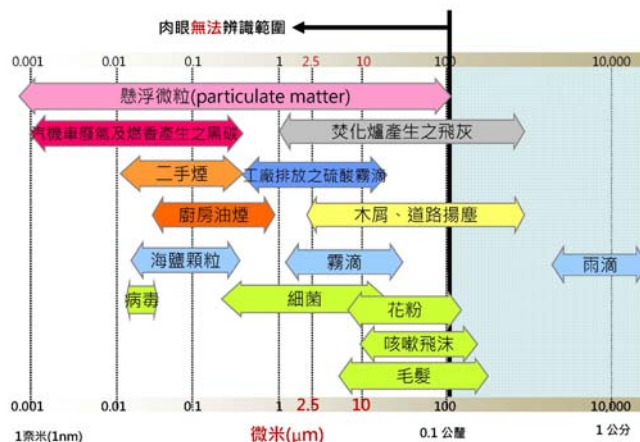 肉眼無法辨識範圍
0.001 0.01 0.1 1 2.5 10 100 10,000
懸浮微粒(particulate matter)
汽機車廢氣及燃香產生之黑碳
焚化爐產生之飛灰
二手煙
工廠排放之硫酸霧滴
廚房油煙
木屑、道路揚塵
海鹽顆粒
霧滴
雨滴
病毒
細菌
花粉
咳嗽飛沫
毛髮
0.001 0.01 0.1 1 2.5 10 100 10,000
1奈米(1nm) 微米(μm) 0.1 公釐 1 公分